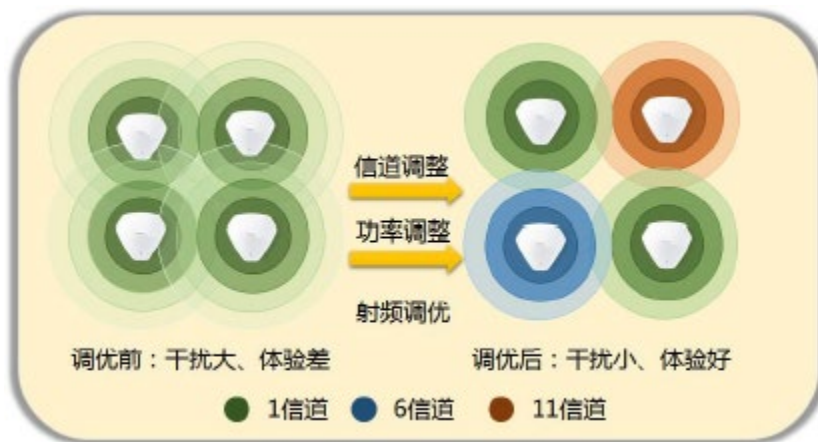 信道调整
功率调整
射频调优
调优前：干扰大、体验差
调优后：干扰小、体验好
1信道
6信道
11信道